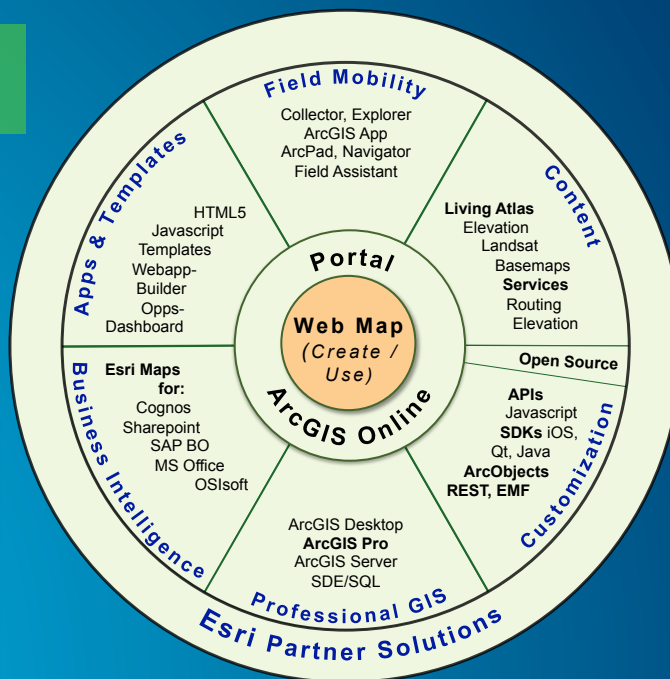 Field Mobility
Collector, Explorer
ArcGIS App
ArcPad, Navigator
Field Assistant
Content
Living Atlas
Elevation
Landsat
Basemaps
Services
Routing
Elevation
Open Source
Customization
APIs
Javascript
SDKs iOS,
Qt, Java
ArcObjects
REST, EMF
Professional GIS
ArcGIS Desktop
ArcGIS Pro
ArcGIS Server
SDE/SQL
Business Intelligence
Esri Maps
for:
Cognos
Sharepoint
SAP BO
MS Office
OSIsoft
Apps & Templates
HTML5
Javascript
Templates
Webapp-
Builder
Opps-
Dashboard
Portal
Web Map
(Create /
Use)
ArcGIS Online
Esri Partner Solutions